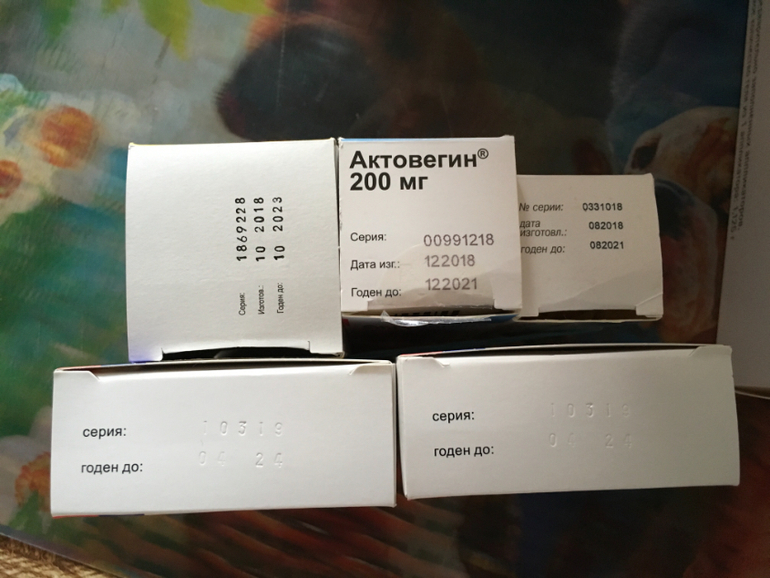 Серия: 1869228
Изготов.: 10 2018
Годен до: 10 2023
Актовегин®
200 мг
Серия: 00991218
Дата изг.: 122018
Годен до: 122021
№ серии: 0331018
дата
изготовл.: 082018
годен до: 082021
серия: 10319
годен до: 04 24
серия: 10319
годен до: 04 24